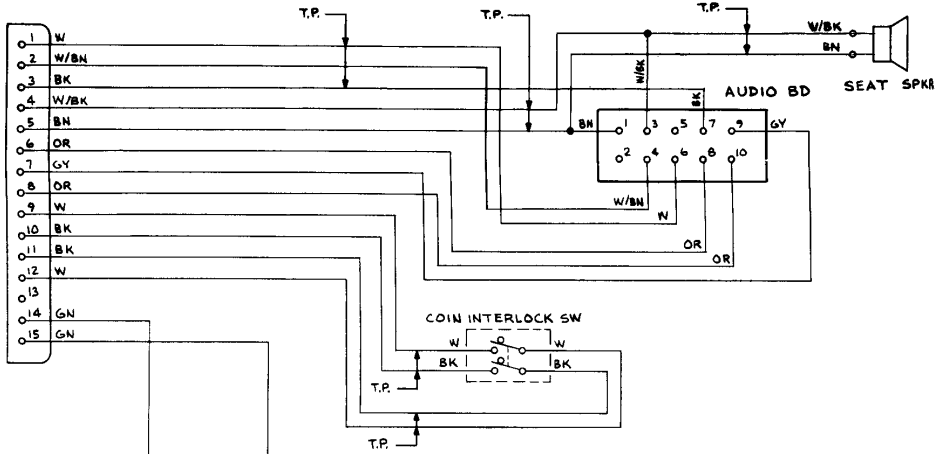 T.P.
T.P.
T.P.
W/BK
BN
SEAT SPKR
1 W
2 W/BN
3 BK
4 W/BK
5 BN
6 OR
7 GY
8 OR
9 W
10 BK
11 BK
12 W
13
14 GN
15 GN
W/BK
BK
AUDIO BD
BN 1 3 5 7 9 GY
2 4 6 8 10
W/BN
W
OR
OR
COIN INTERLOCK SW
W W
BK BK
T.P.
T.P.